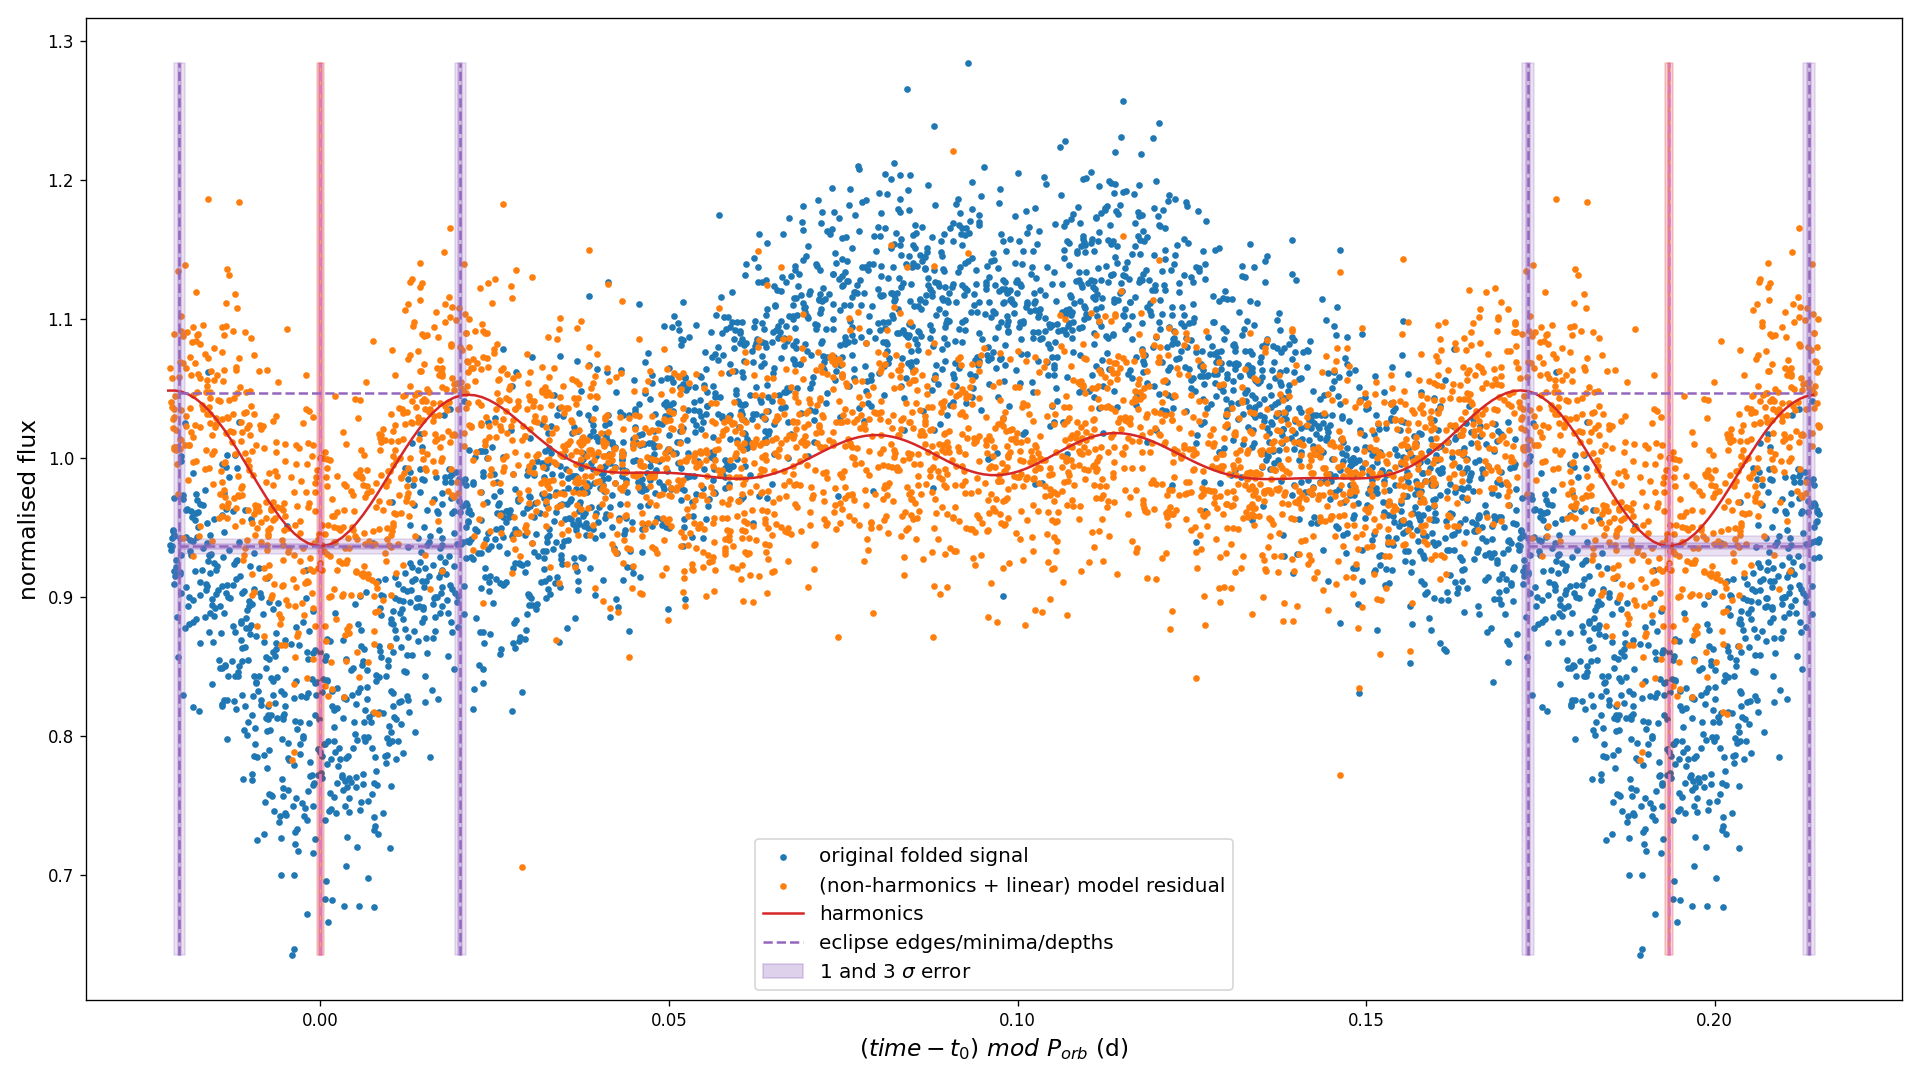 1.3
1.2
1.1
1.0
0.9
0.8
0.7
normalised flux
original folded signal
(non-harmonics + linear) model residual
harmonics
eclipse edges/minima/depths
1 and 3 σ error
0.00 0.05 0.10 0.15 0.20
(time − t₀) mod P_orb (d)